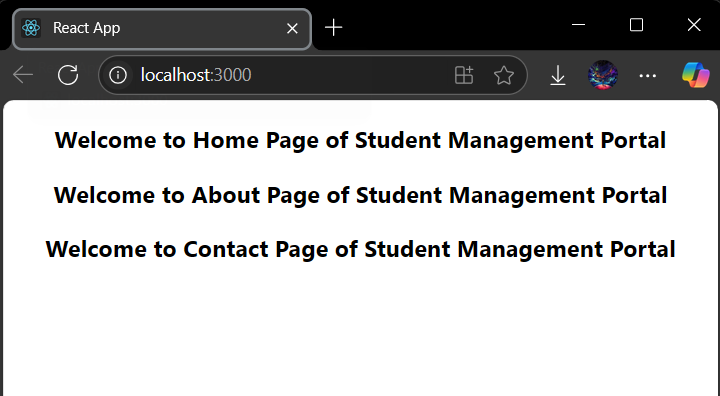 React App
localhost:3000
Welcome to Home Page of Student Management Portal
Welcome to About Page of Student Management Portal
Welcome to Contact Page of Student Management Portal